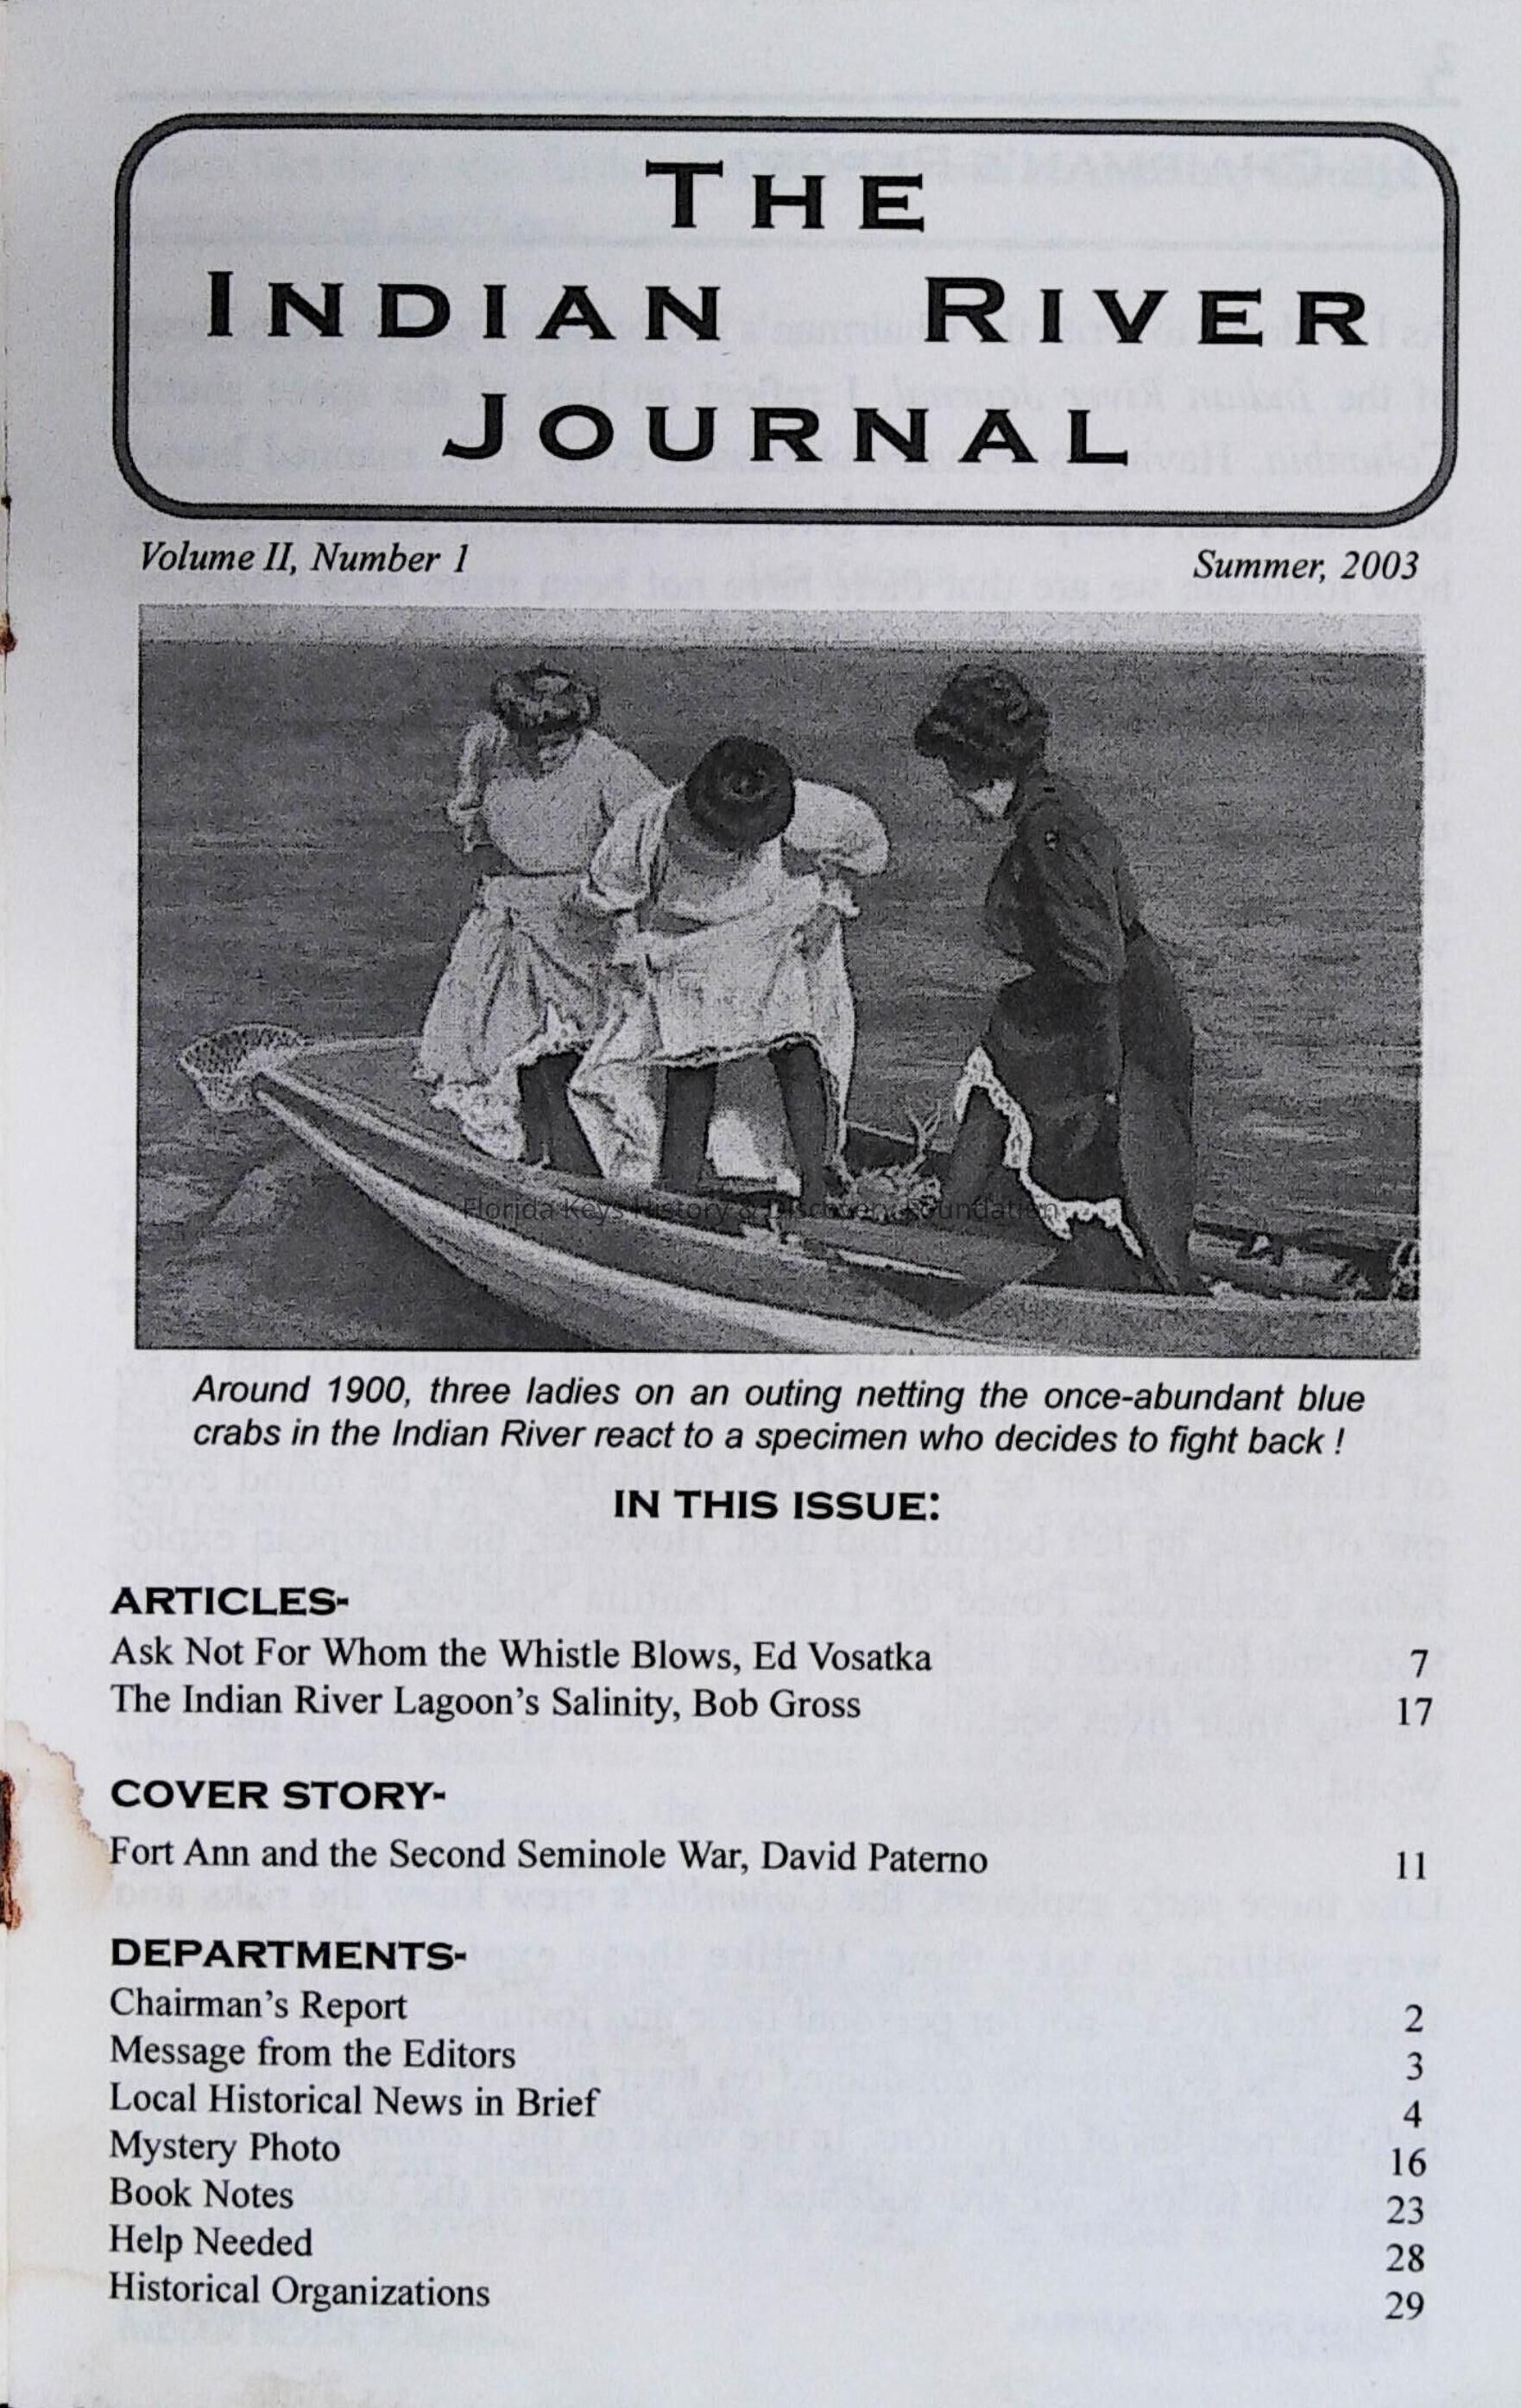 THE
INDIAN RIVER
JOURNAL
Volume II, Number 1
Summer, 2003
Florida Keys History & Discovery Foundation
Around 1900, three ladies on an outing netting the once-abundant blue
crabs in the Indian River react to a specimen who decides to fight back !
IN THIS ISSUE:
ARTICLES-
Ask Not For Whom the Whistle Blows, Ed Vosatka 7
The Indian River Lagoon's Salinity, Bob Gross 17
COVER STORY-
Fort Ann and the Second Seminole War, David Paterno 11
DEPARTMENTS-
Chairman's Report 2
Message from the Editors 3
Local Historical News in Brief 4
Mystery Photo 16
Book Notes 23
Help Needed 28
Historical Organizations 29